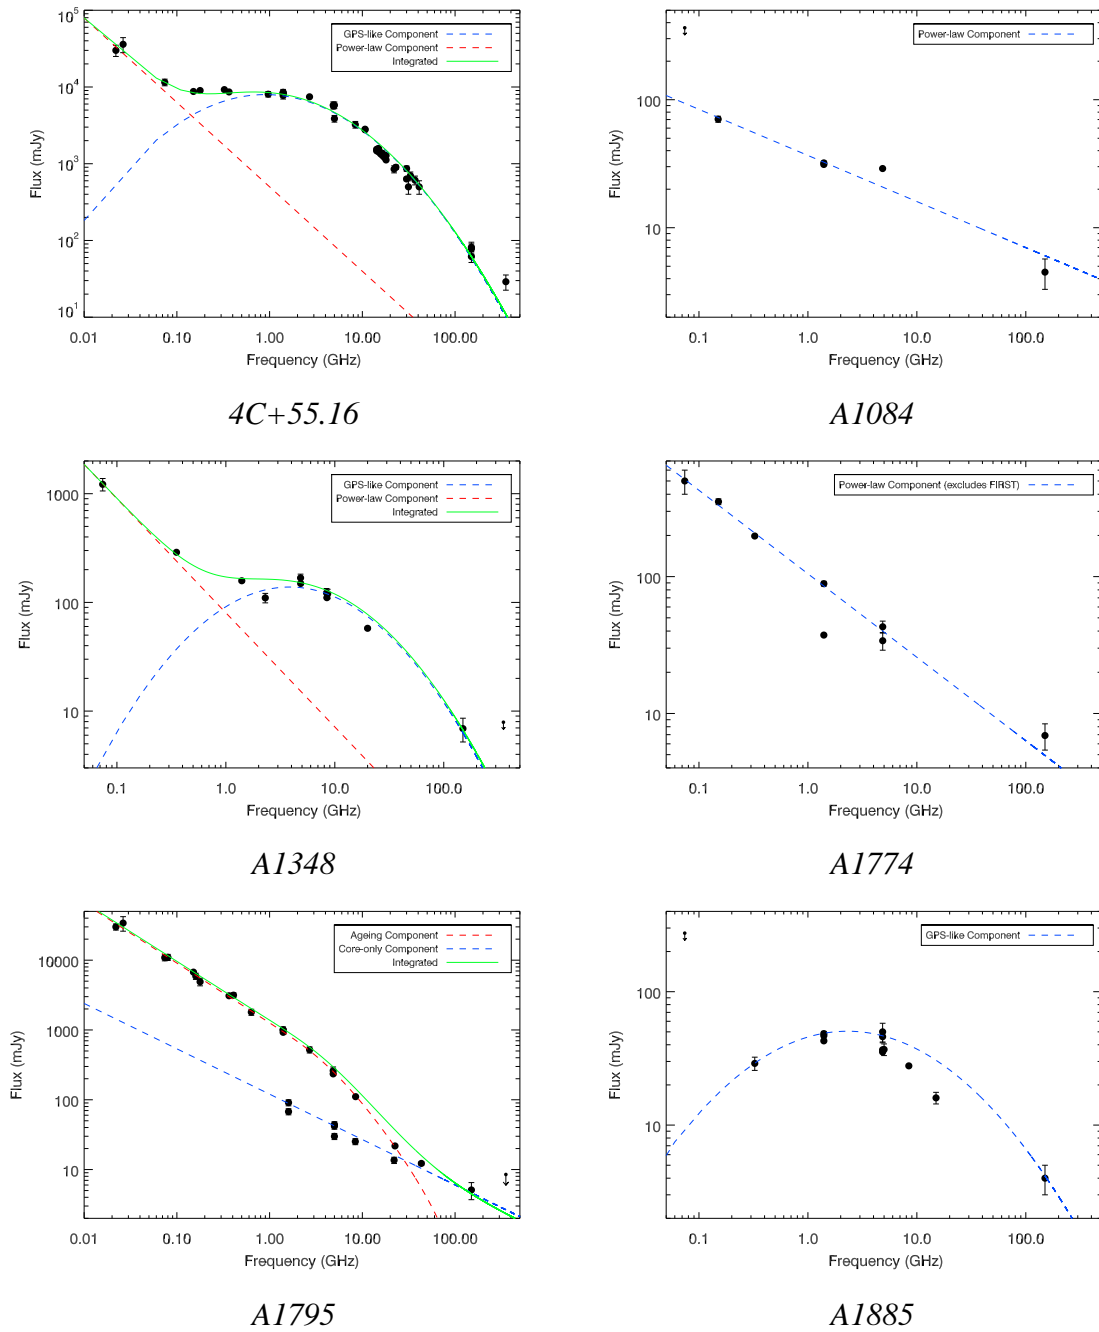 GPS-like Component
Power-law Component
Integrated
10^5
10^4
10^3
10^2
10^1
Flux (mJy)
0.01 0.10 1.00 10.00 100.00
Frequency (GHz)
4C+55.16
Power-law Component
100
10
Flux (mJy)
0.1 1.0 10.0 100.0
Frequency (GHz)
A1084
GPS-like Component
Power-law Component
Integrated
1000
100
10
Flux (mJy)
0.1 1.0 10.0 100.0
Frequency (GHz)
A1348
Power-law Component (excludes FIRST)
100
10
Flux (mJy)
0.1 1.0 10.0 100.0
Frequency (GHz)
A1774
Ageing Component
Core-only Component
Integrated
10000
1000
100
10
Flux (mJy)
0.01 0.10 1.00 10.00 100.00
Frequency (GHz)
A1795
GPS-like Component
100
10
Flux (mJy)
0.1 1.0 10.0 100.0
Frequency (GHz)
A1885